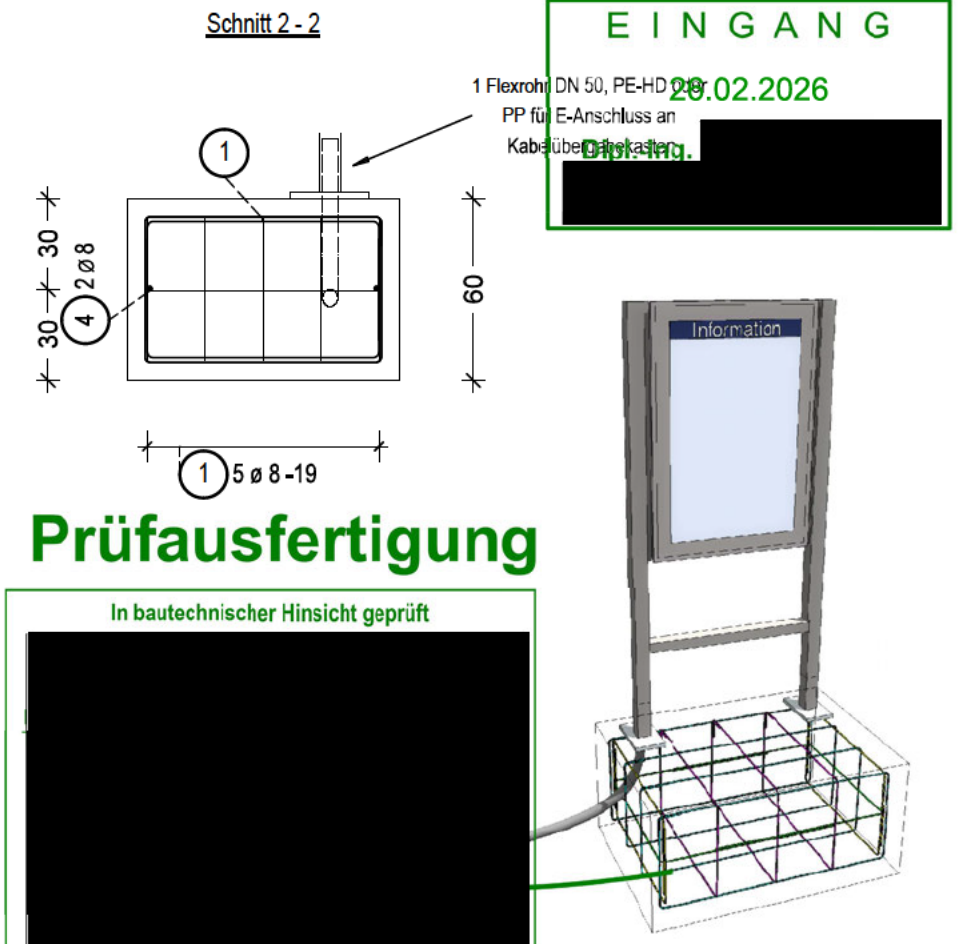 Schnitt 2 - 2
E I N G A N G
28.02.2026
Dipl.-Ing.
1 Flexrohr DN 50, PE-HD oder
PP für E-Anschluss an
Kabelübergabekasten
1
30
2 ø 8
4
30
60
1 5 ø 8 -19
Information
Prüfausfertigung
In bautechnischer Hinsicht geprüft